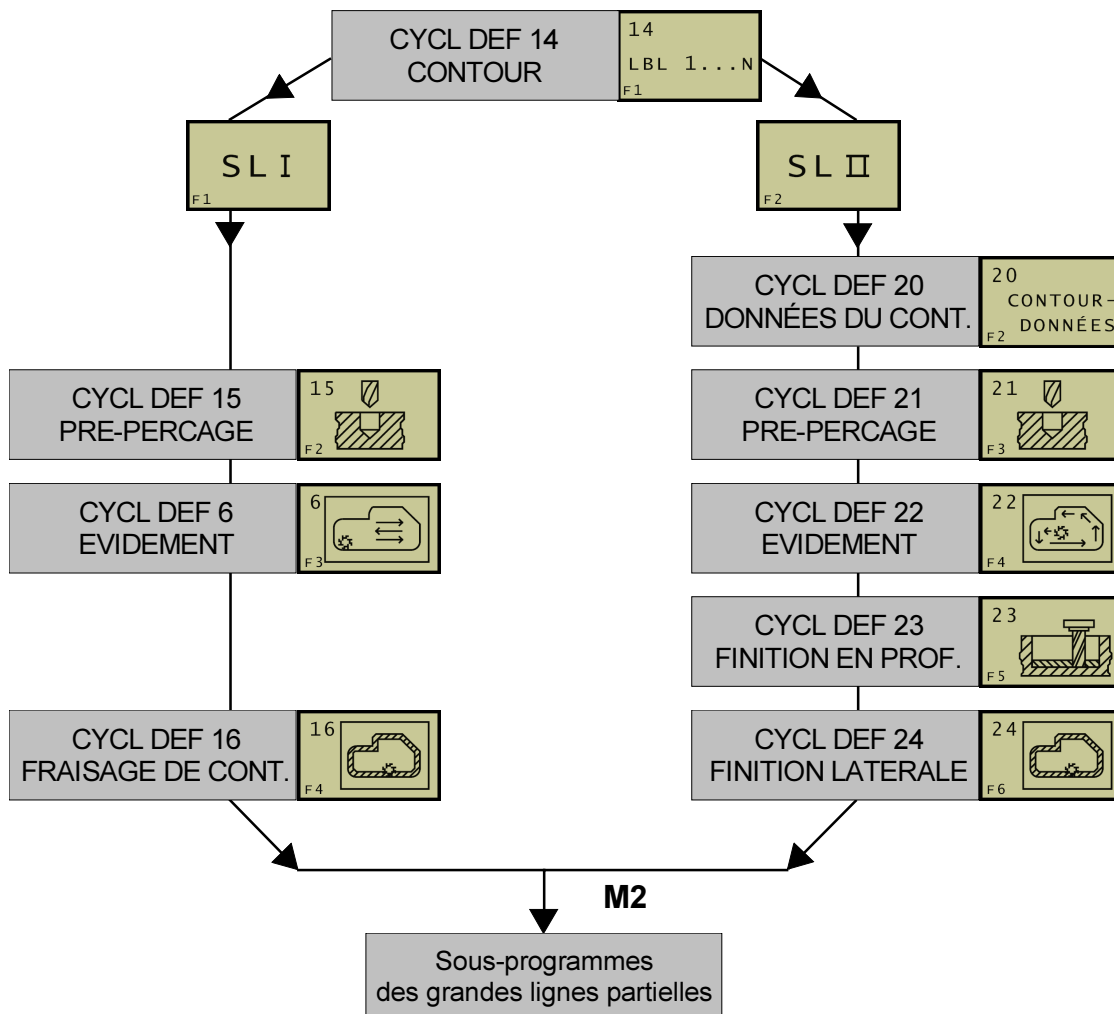 CYCL DEF 14
CONTOUR
14
LBL 1...N
F1
SL I
F1
SL II
F2
CYCL DEF 20
DONNÉES DU CONT.
20
CONTOUR-
DONNÉES
F2
CYCL DEF 15
PRE-PERCAGE
15
F2
CYCL DEF 21
PRE-PERCAGE
21
F3
CYCL DEF 6
EVIDEMENT
6
F3
CYCL DEF 22
EVIDEMENT
22
F4
CYCL DEF 23
FINITION EN PROF.
23
F5
CYCL DEF 16
FRAISAGE DE CONT.
16
F4
CYCL DEF 24
FINITION LATERALE
24
F6
M2
Sous-programmes
des grandes lignes partielles